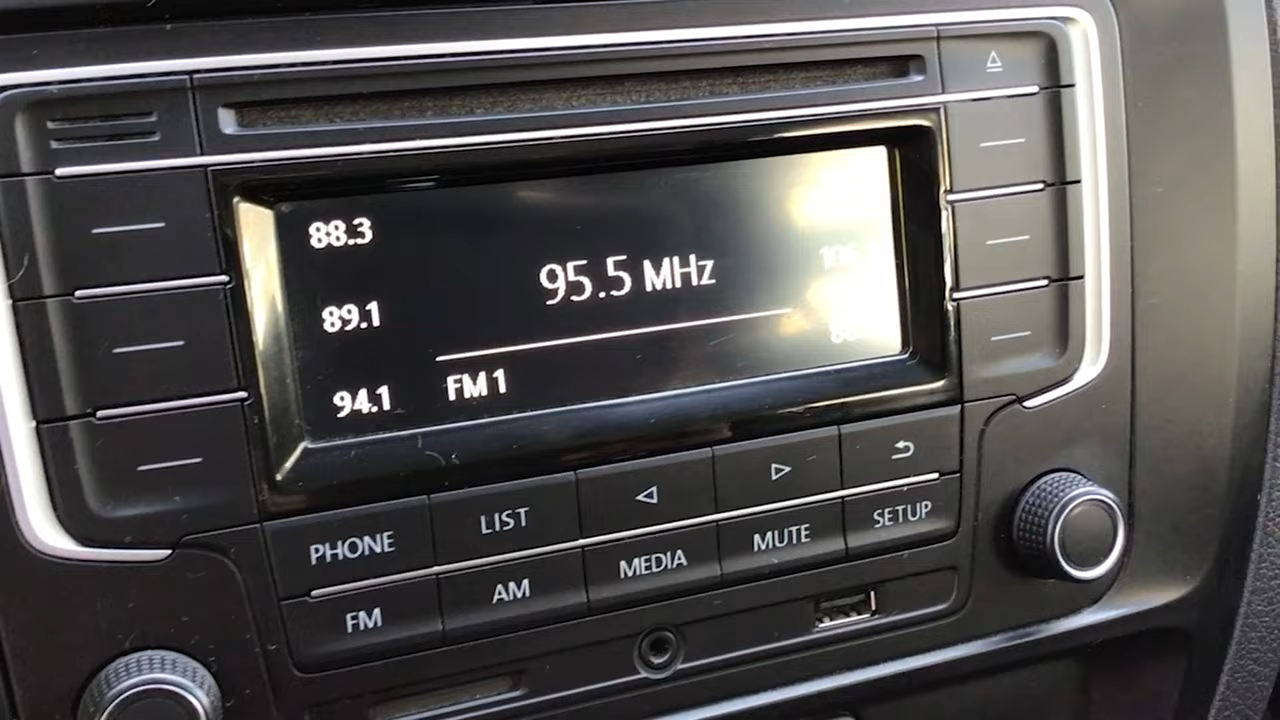 88.3
95.5 MHz
89.1
94.1
FM 1
PHONE
LIST
FM
AM
MEDIA
MUTE
SETUP